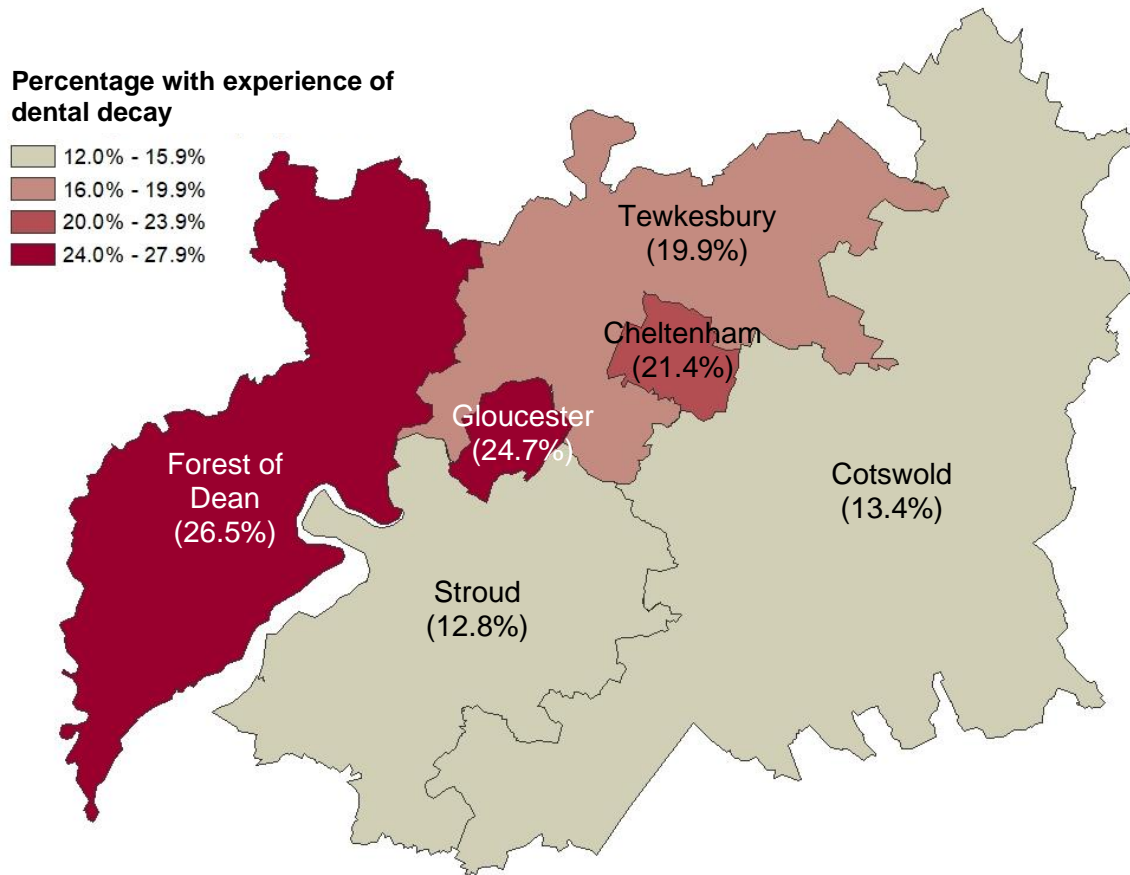 Percentage with experience of
dental decay
12.0% - 15.9%
16.0% - 19.9%
20.0% - 23.9%
24.0% - 27.9%
Tewkesbury
(19.9%)
Cheltenham
(21.4%)
Gloucester
(24.7%)
Forest of
Dean
(26.5%)
Cotswold
(13.4%)
Stroud
(12.8%)